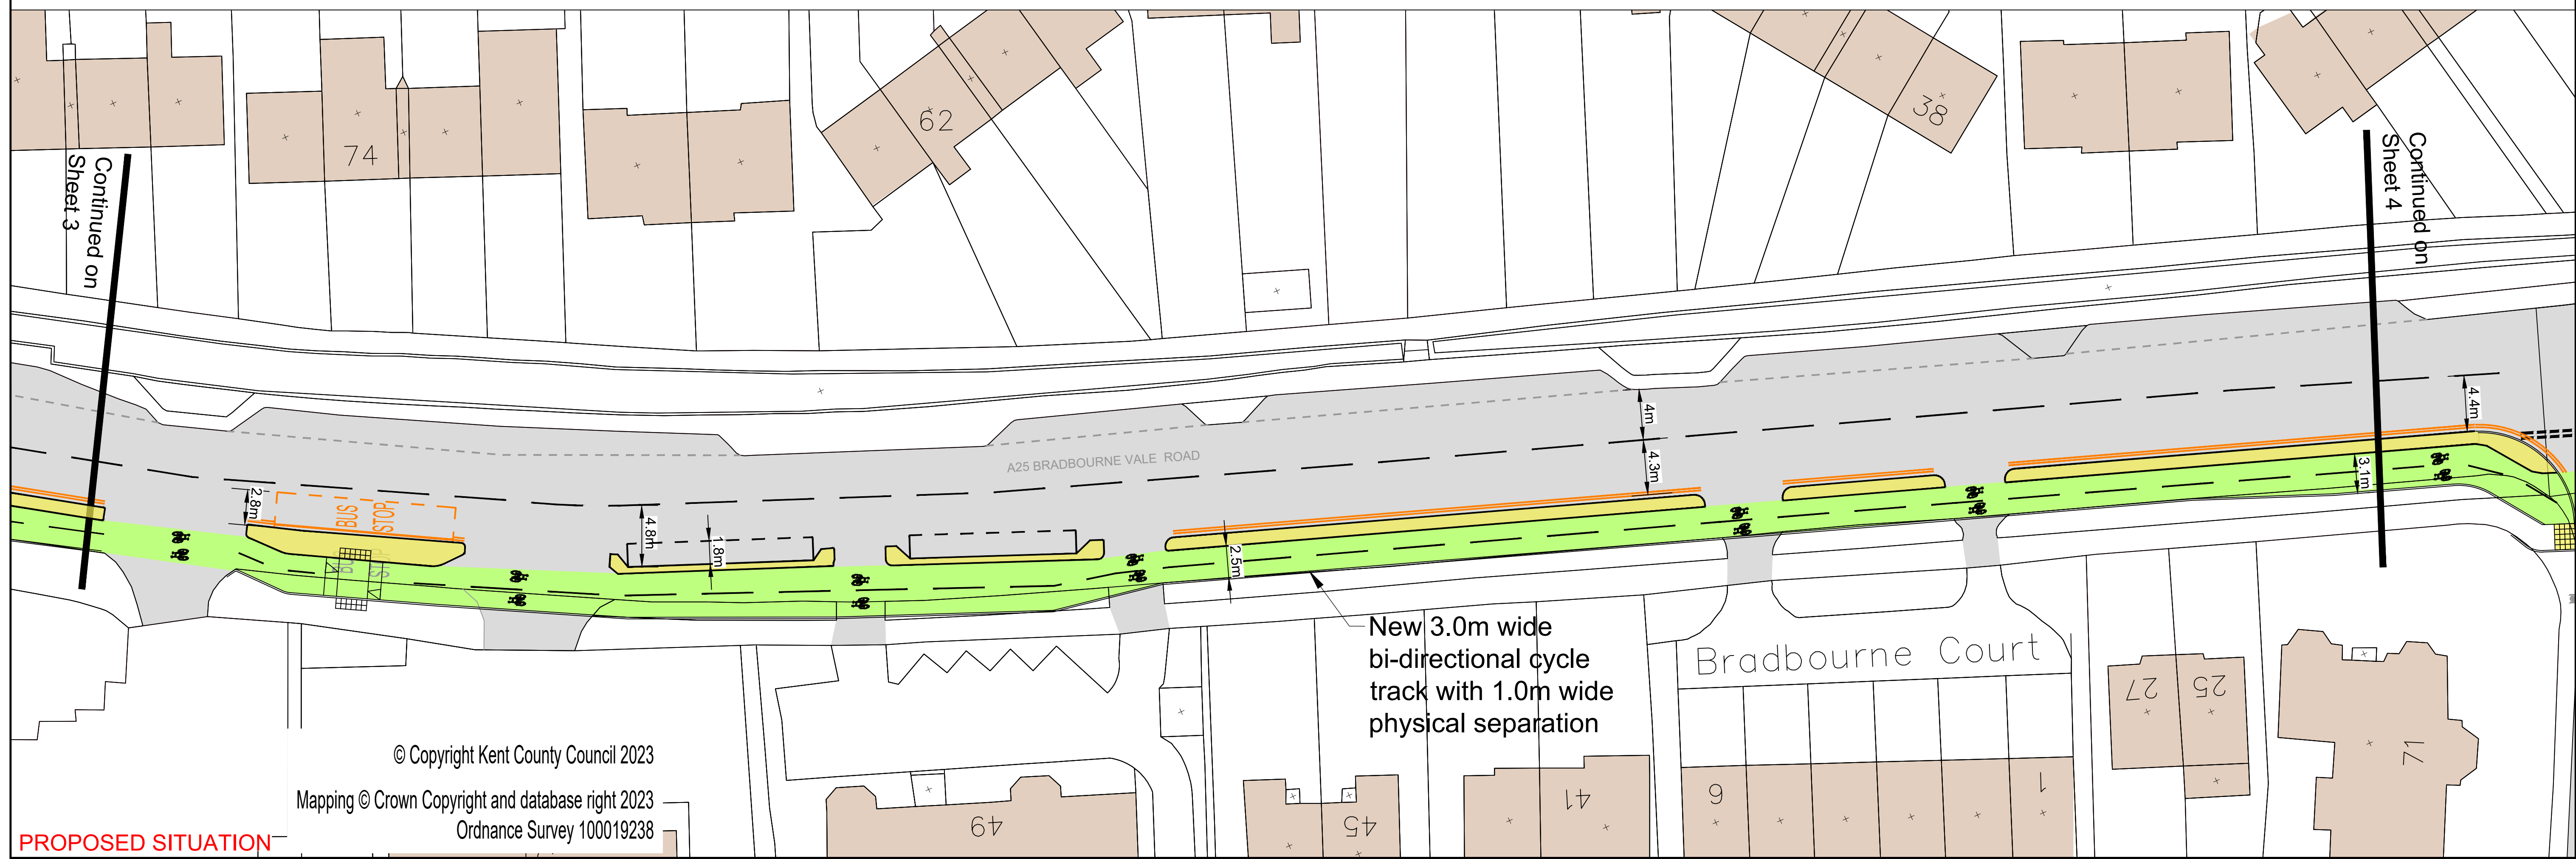 Continued on
Sheet 3
74
62
38
Continued on
Sheet 4
A25 BRADBOURNE VALE ROAD
2.8m
BUS
STOP
4.8m
1.8m
2.5m
4m
4.3m
4.4m
3.1m
New 3.0m wide
bi-directional cycle
track with 1.0m wide
physical separation
Bradbourne Court
27
25
71
49
45
41
6
1
© Copyright Kent County Council 2023
Mapping © Crown Copyright and database right 2023
Ordnance Survey 100019238
PROPOSED SITUATION